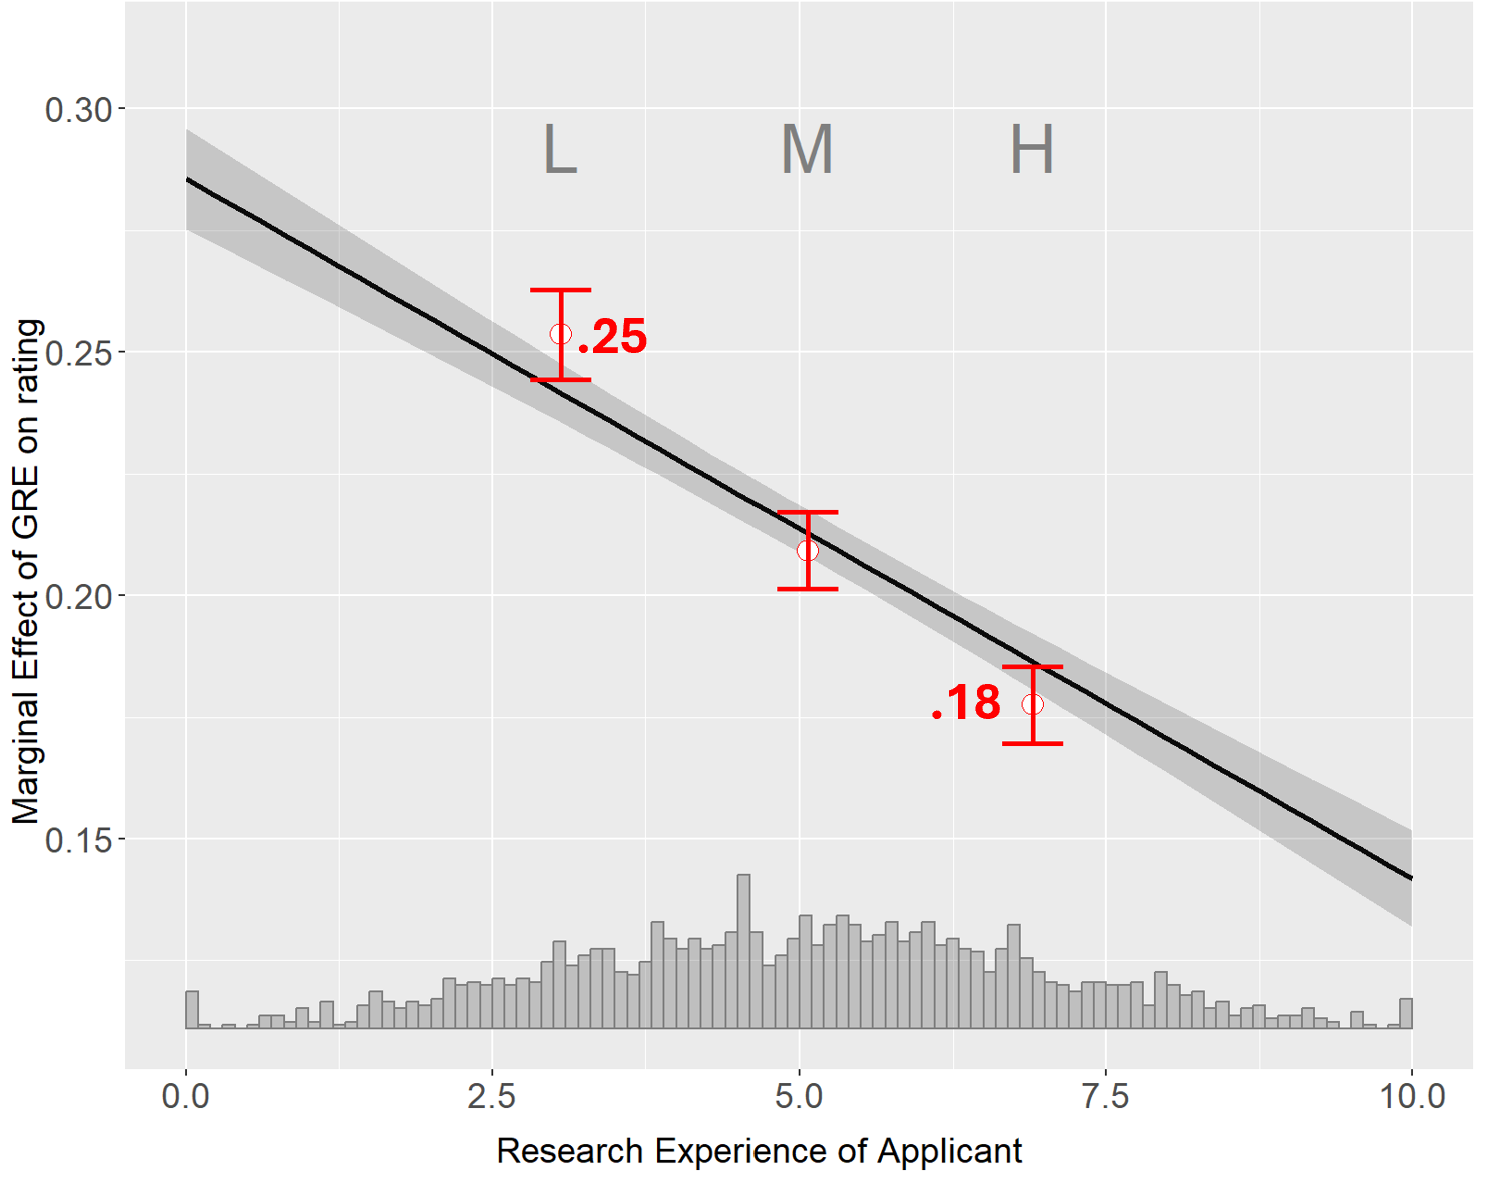 Marginal Effect of GRE on rating
0.30
0.25
0.20
0.15
L M H
.25
.18
0.0 2.5 5.0 7.5 10.0
Research Experience of Applicant